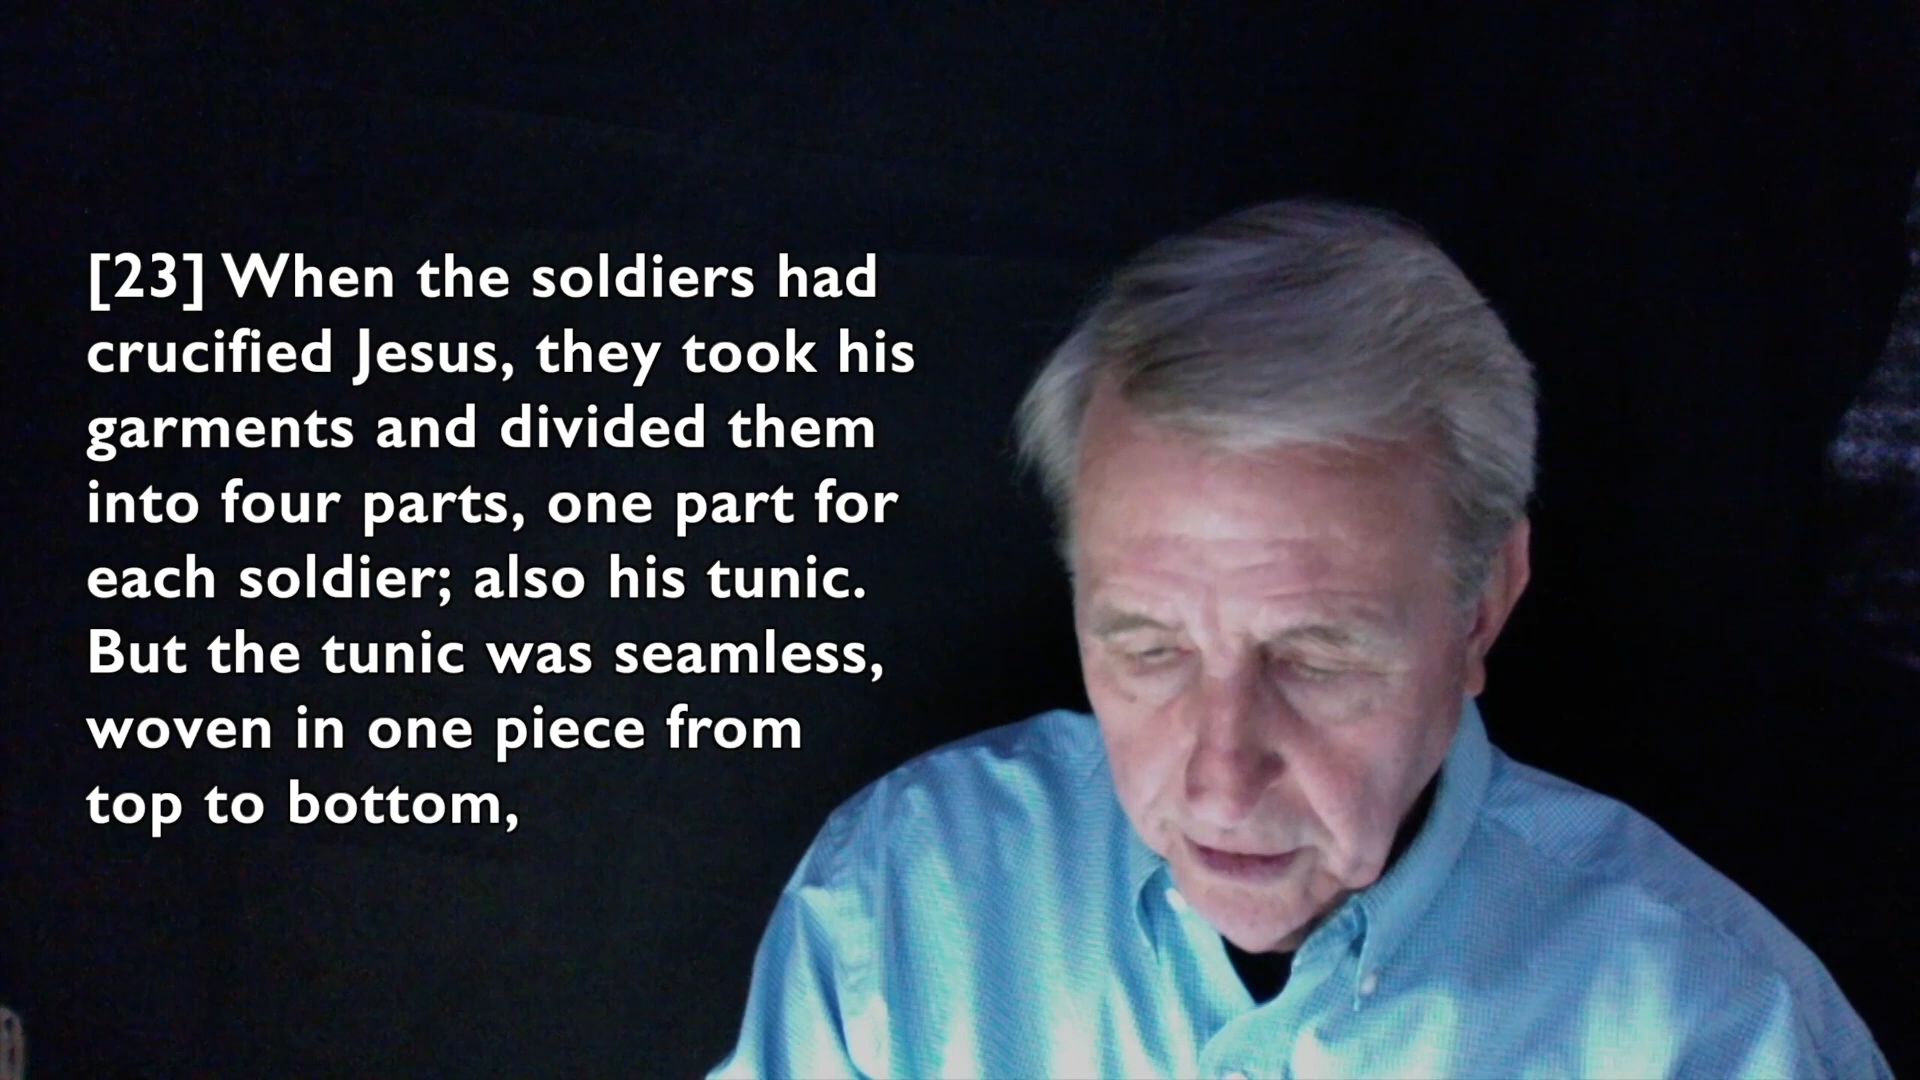 [23] When the soldiers had
crucified Jesus, they took his
garments and divided them
into four parts, one part for
each soldier; also his tunic.
But the tunic was seamless,
woven in one piece from
top to bottom,